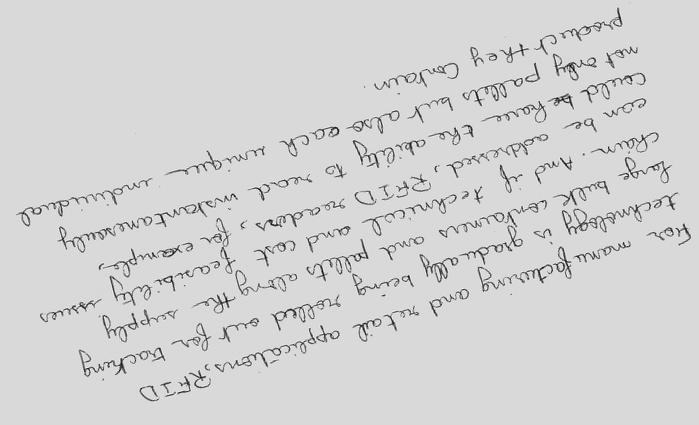 For manufacturing and retail applications, RFID
technology is gradually being rolled out for tracking
large bulk containers and pallets along the supply
chain. And if technical and cost feasibility issues
can be addressed, RFID readers, for example,
could have the ability to read instantaneously
not only pallets but also each unique individual
product they contain.